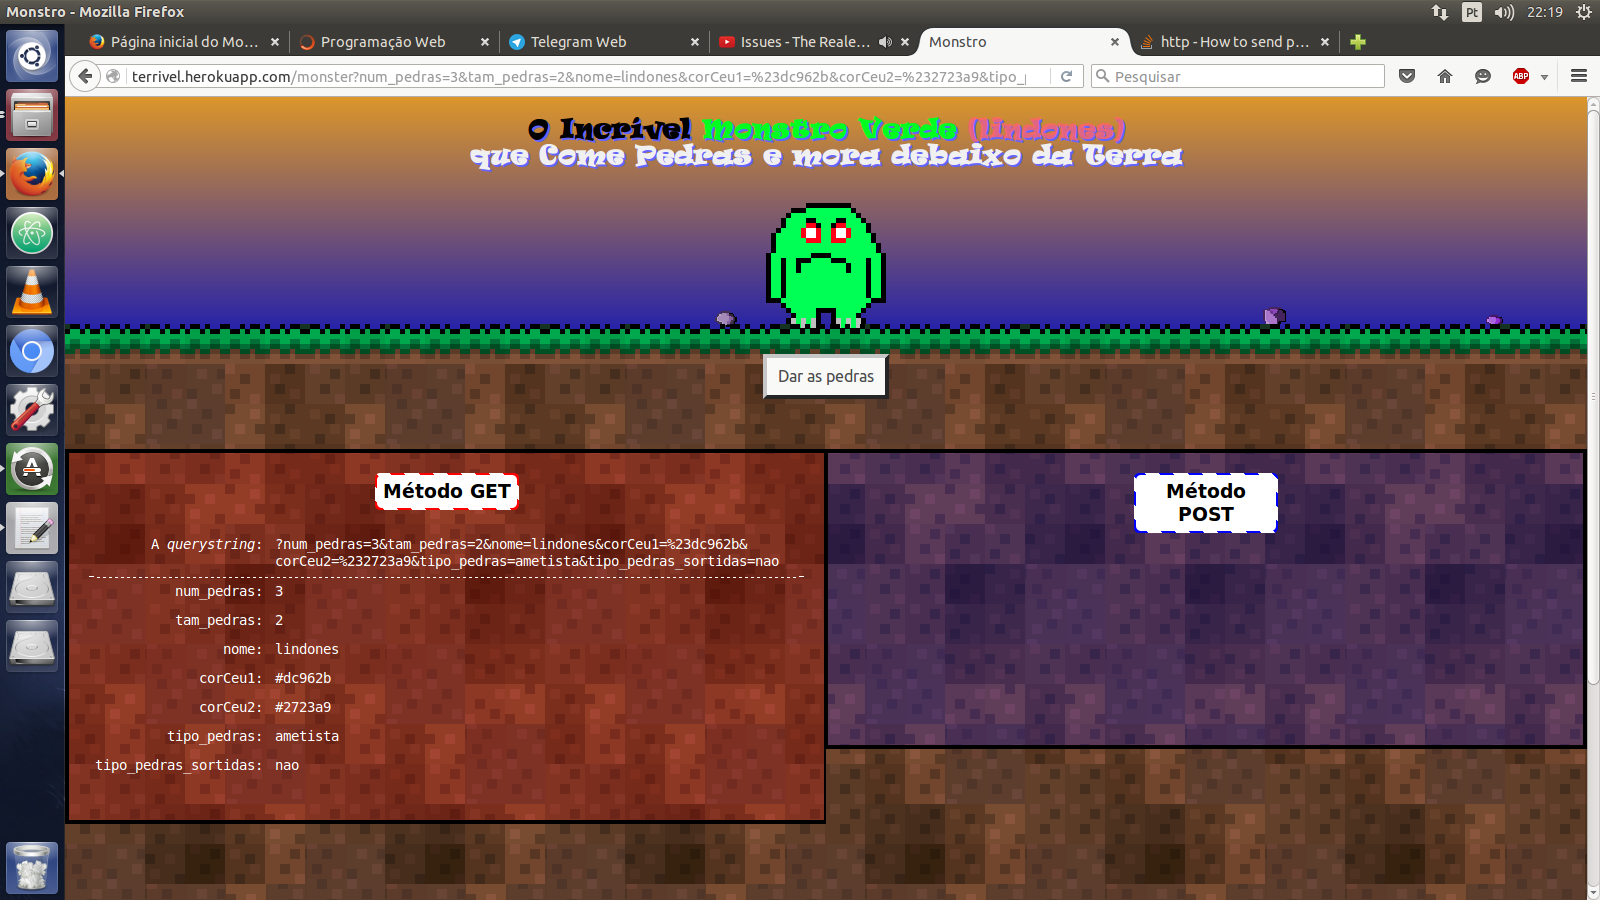 Monstro - Mozilla Firefox
Pt
22:19
Página inicial do Mo...
Programação Web
Telegram Web
Issues - The Reale...
Monstro
http - How to send p...
terrivel.herokuapp.com/monster?num_pedras=3&tam_pedras=2&nome=lindones&corCeu1=%23dc962b&corCeu2=%232723a9&tipo_
Pesquisar
ABP
O Incrível Monstro Verde (lindones)
que Come Pedras e mora debaixo da Terra
Dar as pedras
Método GET
A querystring: ?num_pedras=3&tam_pedras=2&nome=lindones&corCeu1=%23dc962b&
corCeu2=%232723a9&tipo_pedras=ametista&tipo_pedras_sortidas=nao
num_pedras: 3
tam_pedras: 2
nome: lindones
corCeu1: #dc962b
corCeu2: #2723a9
tipo_pedras: ametista
tipo_pedras_sortidas: nao
Método
POST